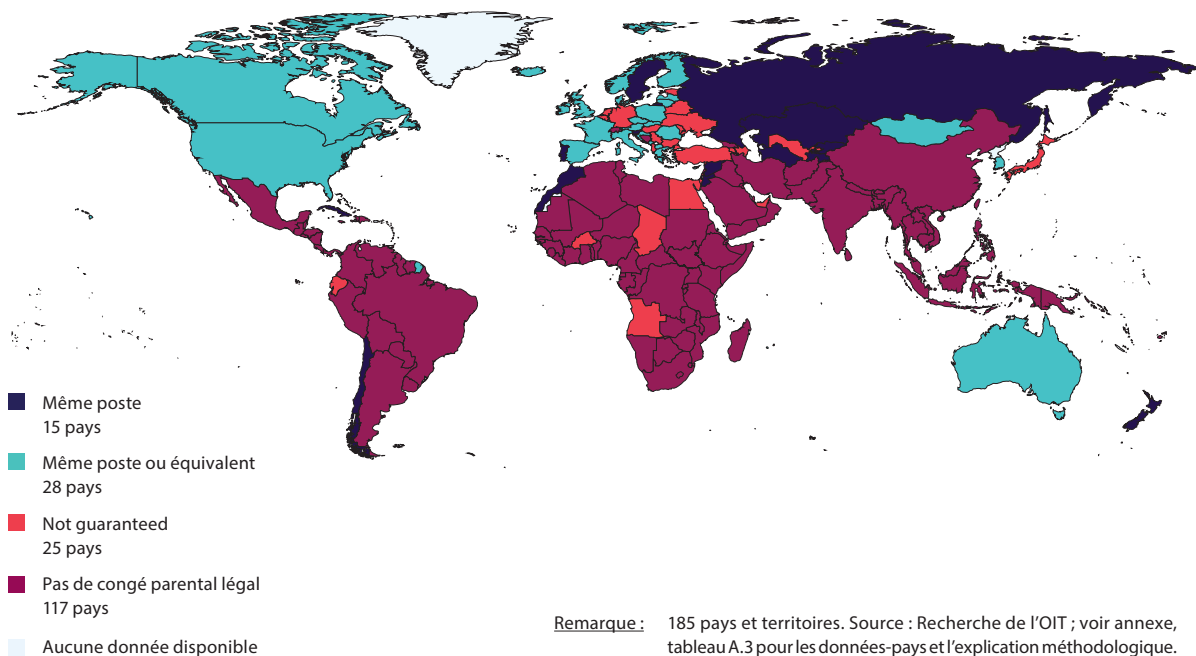 Même poste
15 pays
Même poste ou équivalent
28 pays
Not guaranteed
25 pays
Pas de congé parental légal
117 pays
Aucune donnée disponible
Remarque : 185 pays et territoires. Source : Recherche de l’OIT ; voir annexe,
tableau A.3 pour les données-pays et l’explication méthodologique.